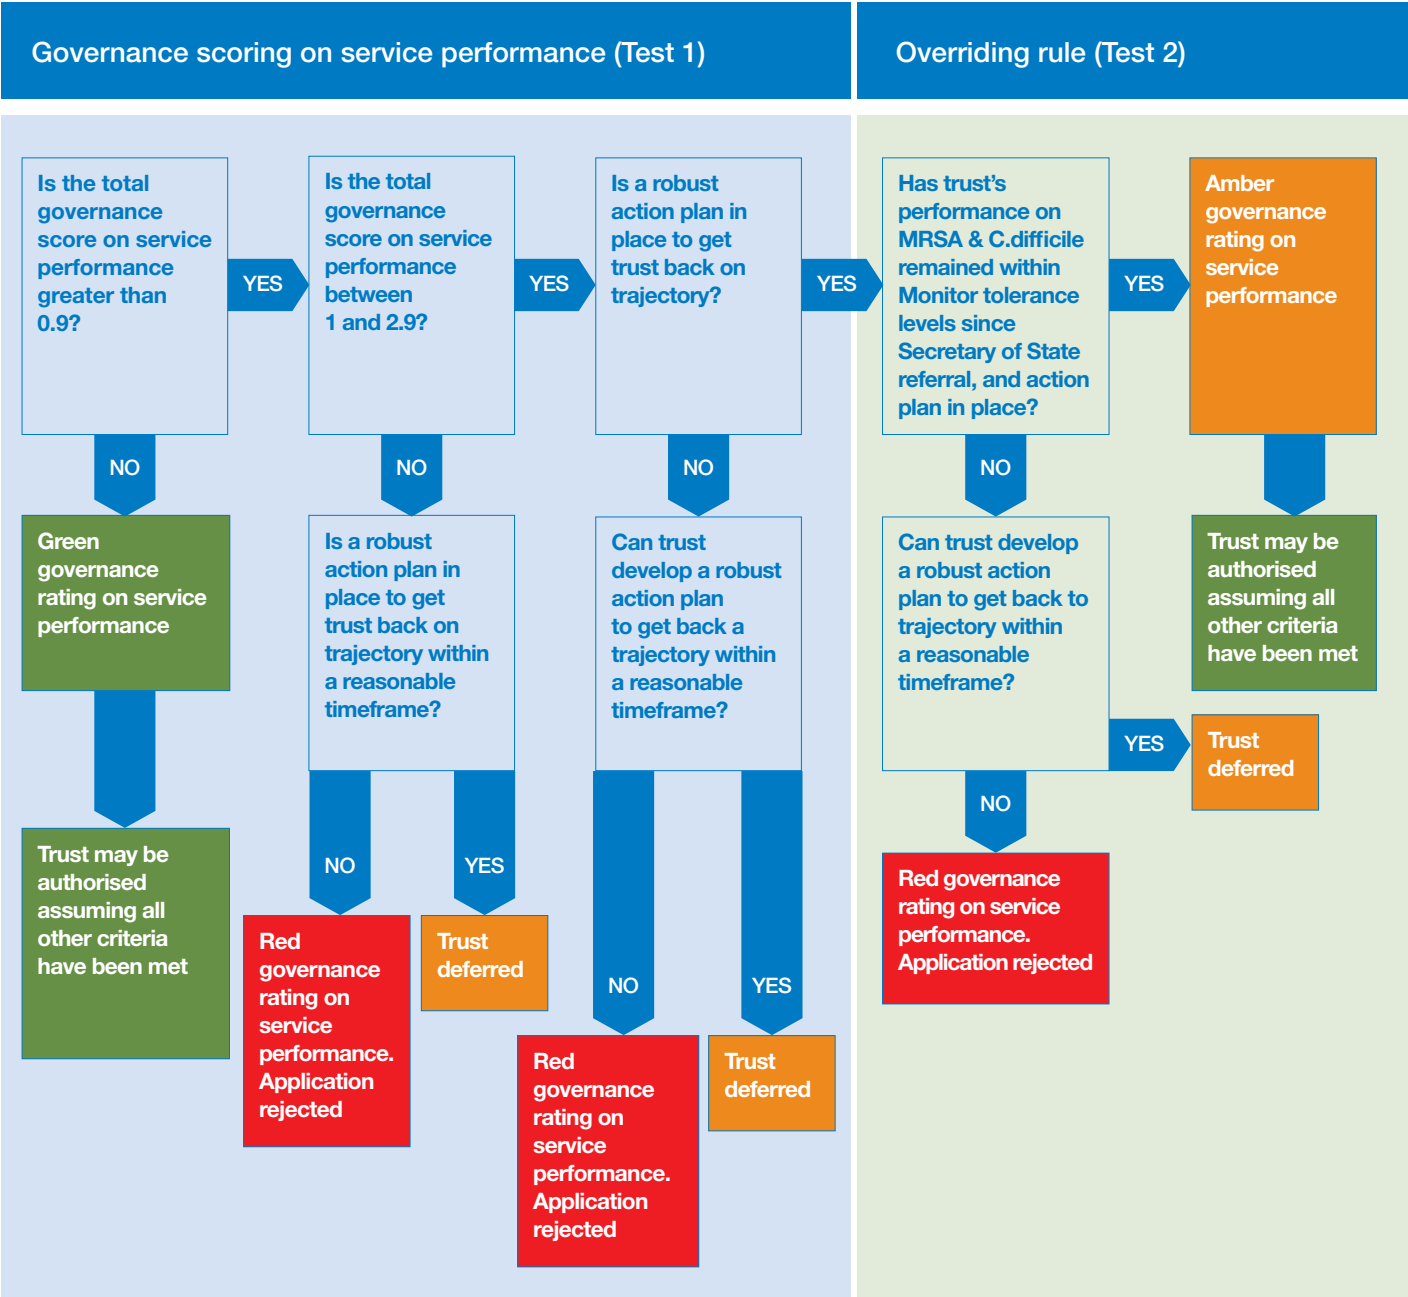 Governance scoring on service performance (Test 1)
Overriding rule (Test 2)
Is the total
governance
score on service
performance
greater than
0.9?
YES
Is the total
governance
score on service
performance
between
1 and 2.9?
YES
Is a robust
action plan in
place to get
trust back on
trajectory?
YES
Has trust’s
performance on
MRSA & C.difficile
remained within
Monitor tolerance
levels since
Secretary of State
referral, and action
plan in place?
YES
Amber
governance
rating on
service
performance
NO
NO
NO
NO
Green
governance
rating on service
performance
Is a robust
action plan in
place to get
trust back on
trajectory within
a reasonable
timeframe?
Can trust
develop a robust
action plan
to get back a
trajectory within
a reasonable
timeframe?
Can trust develop
a robust action
plan to get back to
trajectory within
a reasonable
timeframe?
Trust may be
authorised
assuming all
other criteria
have been met
YES
Trust
deferred
NO
Trust may be
authorised
assuming all
other criteria
have been met
NO
YES
Red
governance
rating on
service
performance.
Application
rejected
Trust
deferred
NO
YES
Red
governance
rating on
service
performance.
Application
rejected
Trust
deferred
Red governance
rating on service
performance.
Application rejected